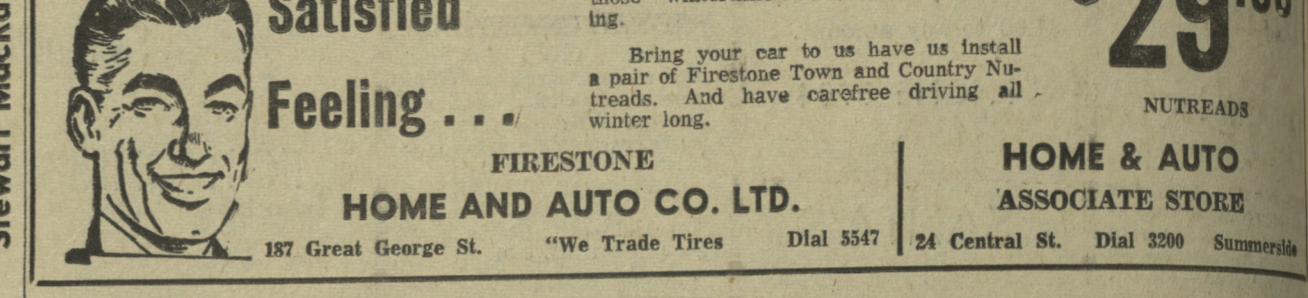 Satisfied
Feeling . . .
ing.
Bring your car to us have us install
a pair of Firestone Town and Country Nu-
treads. And have carefree driving all
winter long.
29
NUTREADS
FIRESTONE
HOME AND AUTO CO. LTD.
187 Great George St. "We Trade Tires Dial 5547
HOME & AUTO
ASSOCIATE STORE
24 Central St. Dial 3200 Summerside